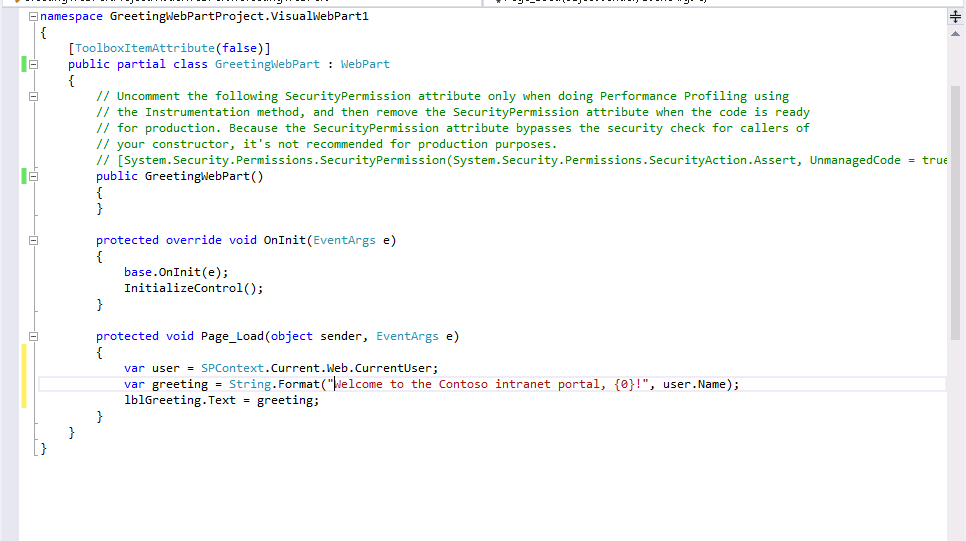 namespace GreetingWebPartProject.VisualWebPart1
{
[ToolboxItemAttribute(false)]
public partial class GreetingWebPart : WebPart
{
// Uncomment the following SecurityPermission attribute only when doing Performance Profiling using
// the Instrumentation method, and then remove the SecurityPermission attribute when the code is ready
// for production. Because the SecurityPermission attribute bypasses the security check for callers of
// your constructor, it's not recommended for production purposes.
// [System.Security.Permissions.SecurityPermission(System.Security.Permissions.SecurityAction.Assert, UnmanagedCode = true
public GreetingWebPart()
{
}
protected override void OnInit(EventArgs e)
{
base.OnInit(e);
InitializeControl();
}
protected void Page_Load(object sender, EventArgs e)
{
var user = SPContext.Current.Web.CurrentUser;
var greeting = String.Format("Welcome to the Contoso intranet portal, {0}!", user.Name);
lblGreeting.Text = greeting;
}
}
}